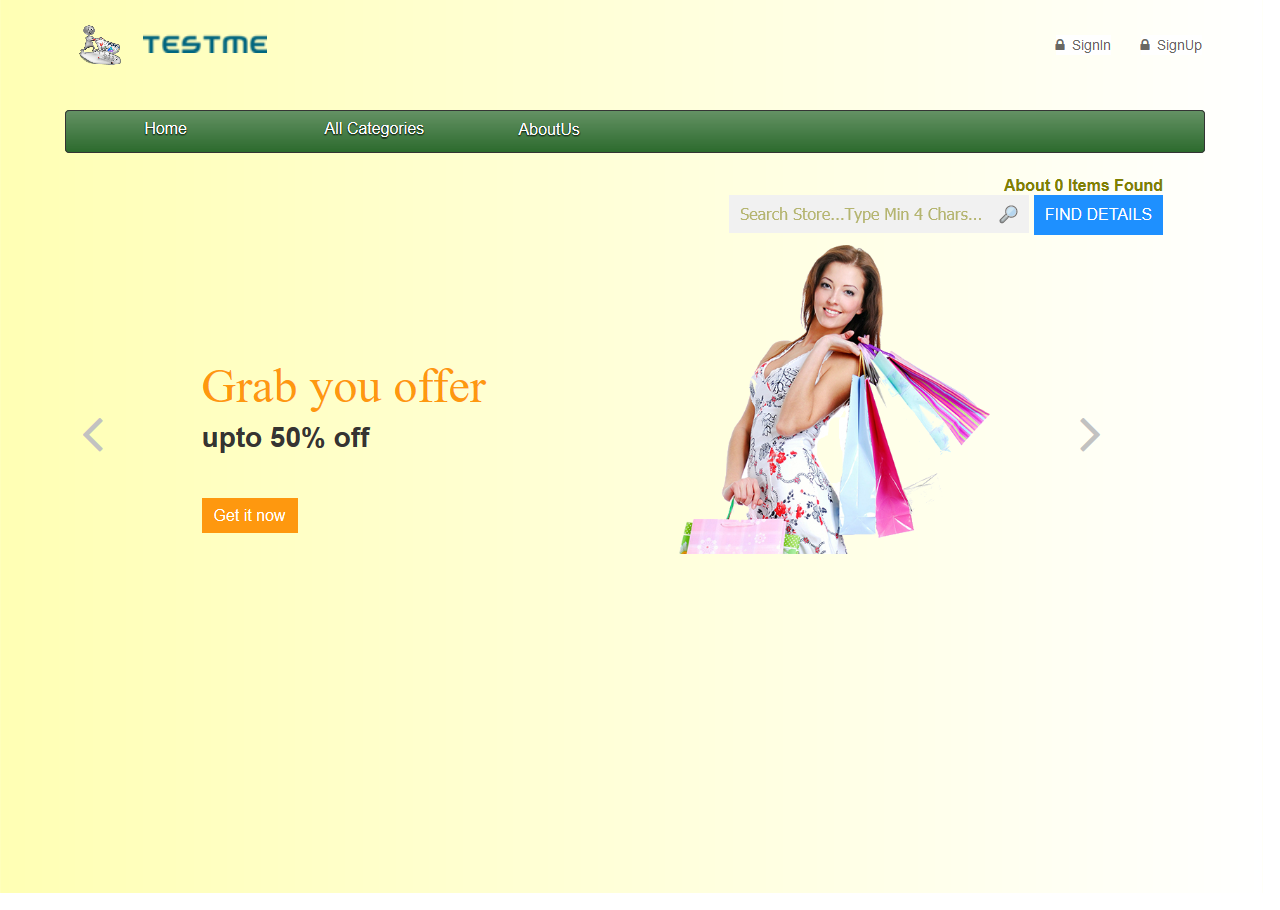 TESTME
SignIn SignUp
Home All Categories AboutUs
About 0 Items Found
Search Store...Type Min 4 Chars... FIND DETAILS
Grab you offer
upto 50% off
Get it now